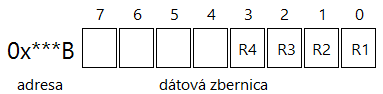 7 6 5 4 3 2 1 0
0x***B R4 R3 R2 R1
adresa dátová zbernica